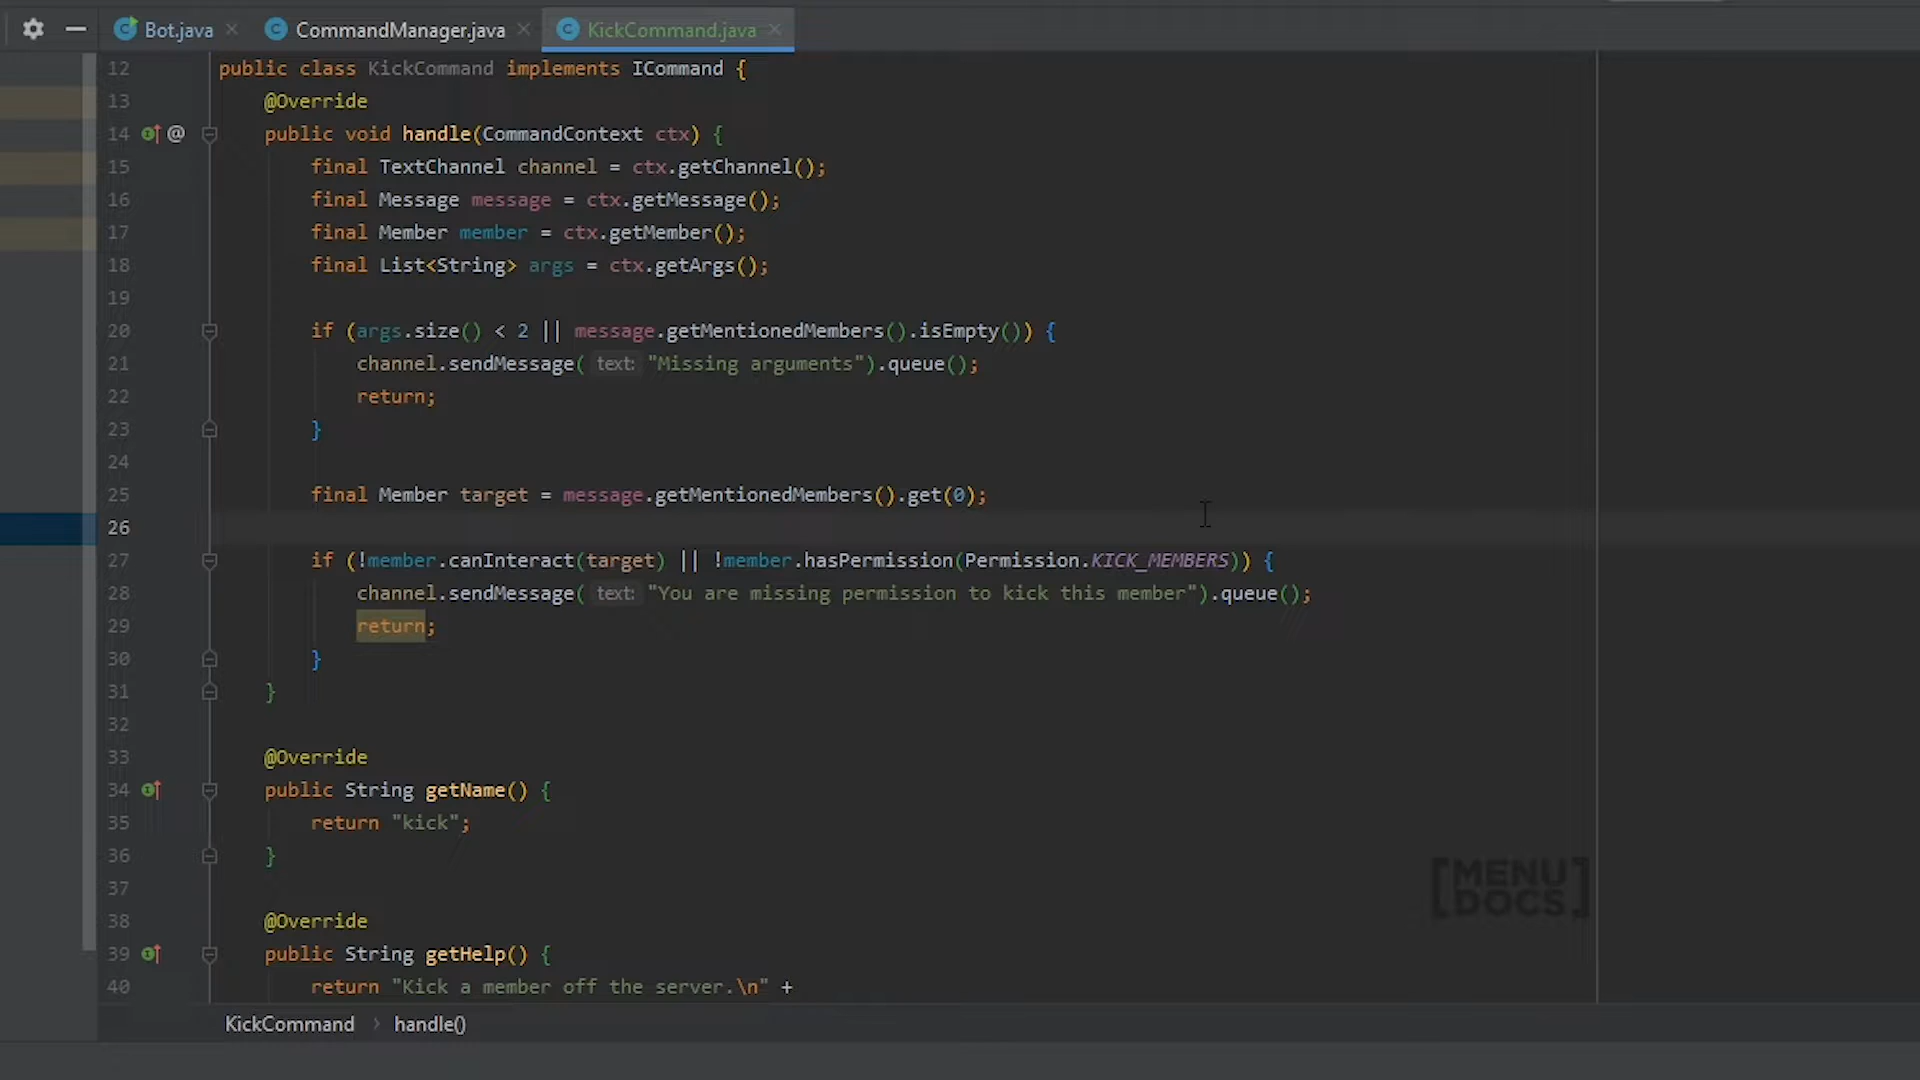 Bot.java CommandManager.java KickCommand.java
12 public class KickCommand implements ICommand {
13 @Override
14 @ public void handle(CommandContext ctx) {
15 final TextChannel channel = ctx.getChannel();
16 final Message message = ctx.getMessage();
17 final Member member = ctx.getMember();
18 final List<String> args = ctx.getArgs();
19
20 if (args.size() < 2 || message.getMentionedMembers().isEmpty()) {
21 channel.sendMessage( text: "Missing arguments").queue();
22 return;
23 }
24
25 final Member target = message.getMentionedMembers().get(0);
26
27 if (!member.canInteract(target) || !member.hasPermission(Permission.KICK_MEMBERS)) {
28 channel.sendMessage( text: "You are missing permission to kick this member").queue();
29 return;
30 }
31 }
32
33 @Override
34 public String getName() {
35 return "kick";
36 }
37
38 @Override
39 public String getHelp() {
40 return "Kick a member off the server.\n" +
[MENU
DOCS]
KickCommand › handle()